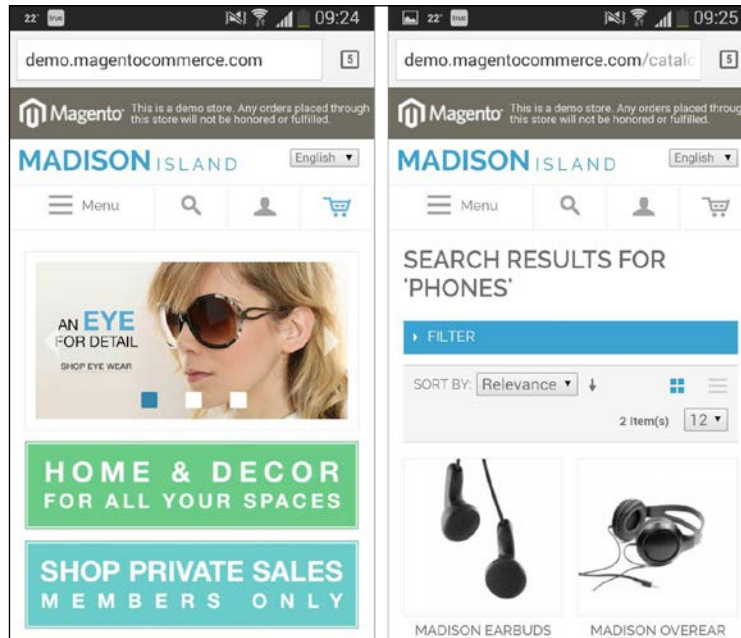 22° true 09:24
demo.magentocommerce.com 5
Magento This is a demo store. Any orders placed through
this store will not be honored or fulfilled.
MADISON ISLAND English
Menu
AN EYE
FOR DETAIL
SHOP EYE WEAR
HOME & DECOR
FOR ALL YOUR SPACES
SHOP PRIVATE SALES
MEMBERS ONLY
22° true 09:25
demo.magentocommerce.com/catalo 5
Magento This is a demo store. Any orders placed throug
this store will not be honored or fulfilled.
MADISON ISLAND English
Menu
SEARCH RESULTS FOR
'PHONES'
FILTER
SORT BY: Relevance
2 Item(s) 12
MADISON EARBUDS MADISON OVEREAR